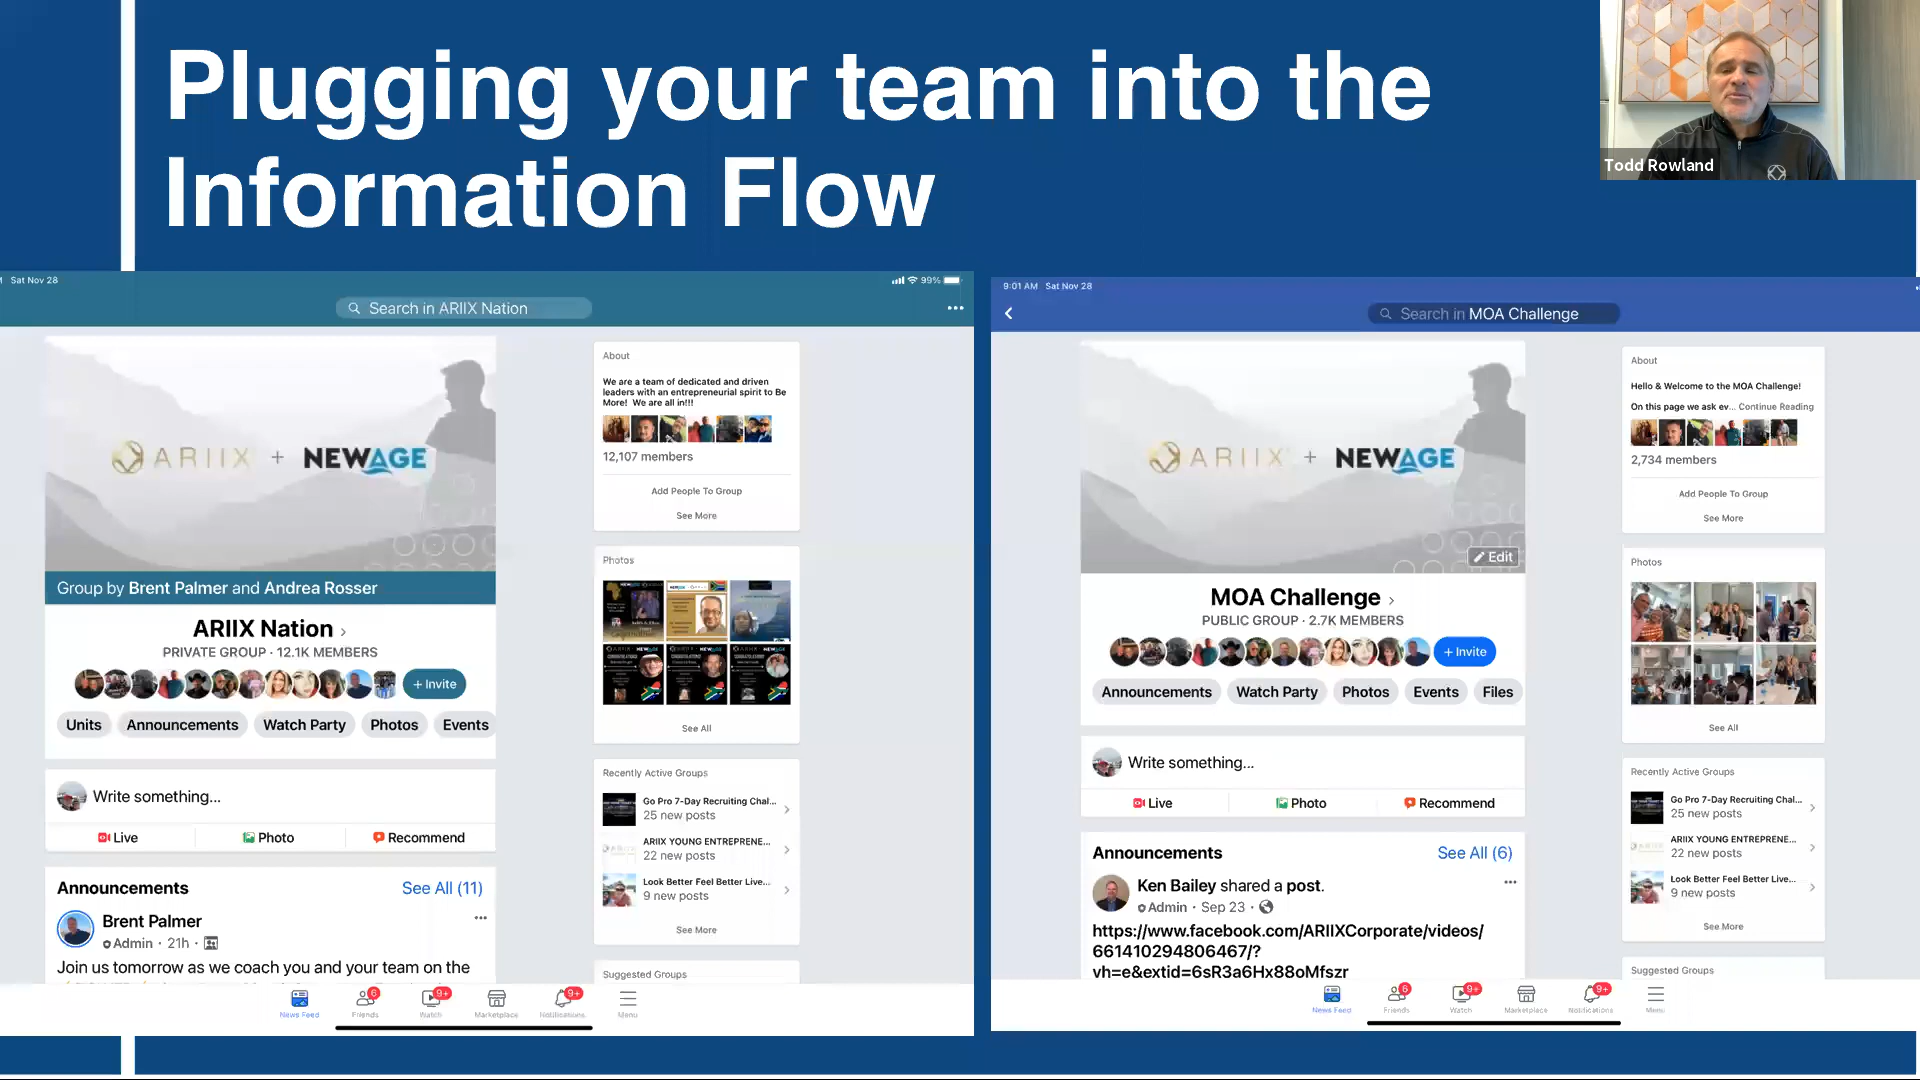 Plugging your team into the
Information Flow
Todd Rowland
Sat Nov 28
99%
Search in ARIIX Nation
ARIIX + NEWAGE
Group by Brent Palmer and Andrea Rosser
ARIIX Nation
PRIVATE GROUP · 12.1K MEMBERS
+ Invite
Units
Announcements
Watch Party
Photos
Events
Write something...
Live
Photo
Recommend
Announcements
See All (11)
Brent Palmer
Admin · 21h ·
Join us tomorrow as we coach you and your team on the
About
We are a team of dedicated and driven
leaders with an entrepreneurial spirit to Be
More! We are all in!!!
12,107 members
Add People To Group
See More
Photos
See All
Recently Active Groups
Go Pro 7-Day Recruiting Chal...
25 new posts
ARIIX YOUNG ENTREPRENE...
22 new posts
Look Better Feel Better Live...
9 new posts
See More
Suggested Groups
News Feed
6
Friends
9+
Watch
Marketplace
9+
Notifications
Menu
9:01 AM Sat Nov 28
Search in MOA Challenge
ARIIX + NEWAGE
Edit
MOA Challenge
PUBLIC GROUP · 2.7K MEMBERS
+ Invite
Announcements
Watch Party
Photos
Events
Files
Write something...
Live
Photo
Recommend
Announcements
See All (6)
Ken Bailey shared a post.
Admin · Sep 23 ·
https://www.facebook.com/ARIIXCorporate/videos/
661410294806467/?
vh=e&extid=6sR3a6Hx88oMfszr
About
Hello & Welcome to the MOA Challenge!
On this page we ask ev... Continue Reading
2,734 members
Add People To Group
See More
Photos
See All
Recently Active Groups
Go Pro 7-Day Recruiting Chal...
25 new posts
ARIIX YOUNG ENTREPRENE...
22 new posts
Look Better Feel Better Live...
9 new posts
See More
Suggested Groups
News Feed
6
Friends
9+
Watch
Marketplace
9+
Notifications
Menu